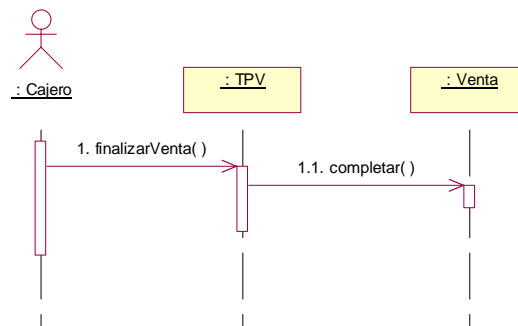 : Cajero
: TPV
: Venta
1. finalizarVenta( )
1.1. completar( )